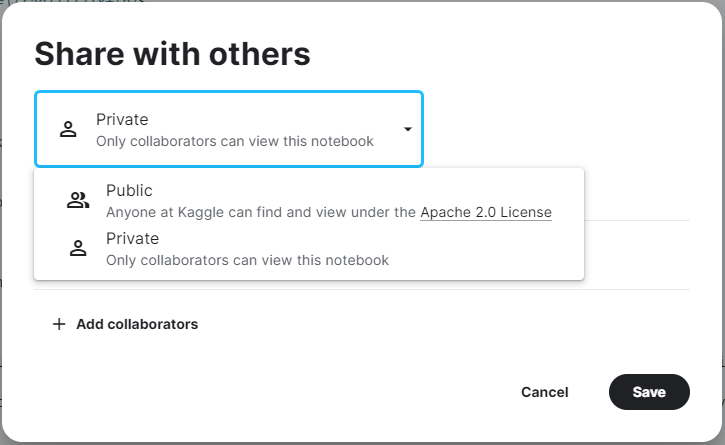 Share with others
Private
Only collaborators can view this notebook
Public
Anyone at Kaggle can find and view under the Apache 2.0 License
Private
Only collaborators can view this notebook
Add collaborators
Cancel
Save